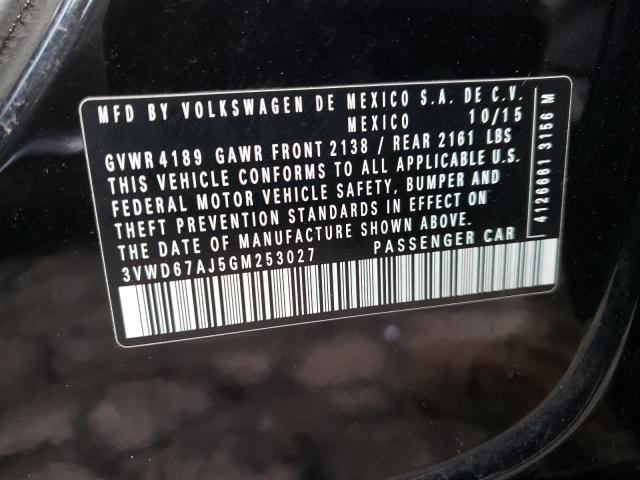 MFD BY VOLKSWAGEN DE MEXICO S.A. DE C.V.
MEXICO 10/15
GVWR 4189 GAWR FRONT 2138 / REAR 2161 LBS
THIS VEHICLE CONFORMS TO ALL APPLICABLE U.S.
FEDERAL MOTOR VEHICLE SAFETY, BUMPER AND
THEFT PREVENTION STANDARDS IN EFFECT ON
THE DATE OF MANUFACTURE SHOWN ABOVE.
3VWD67AJ5GM253027 PASSENGER CAR
4126661 3156 M